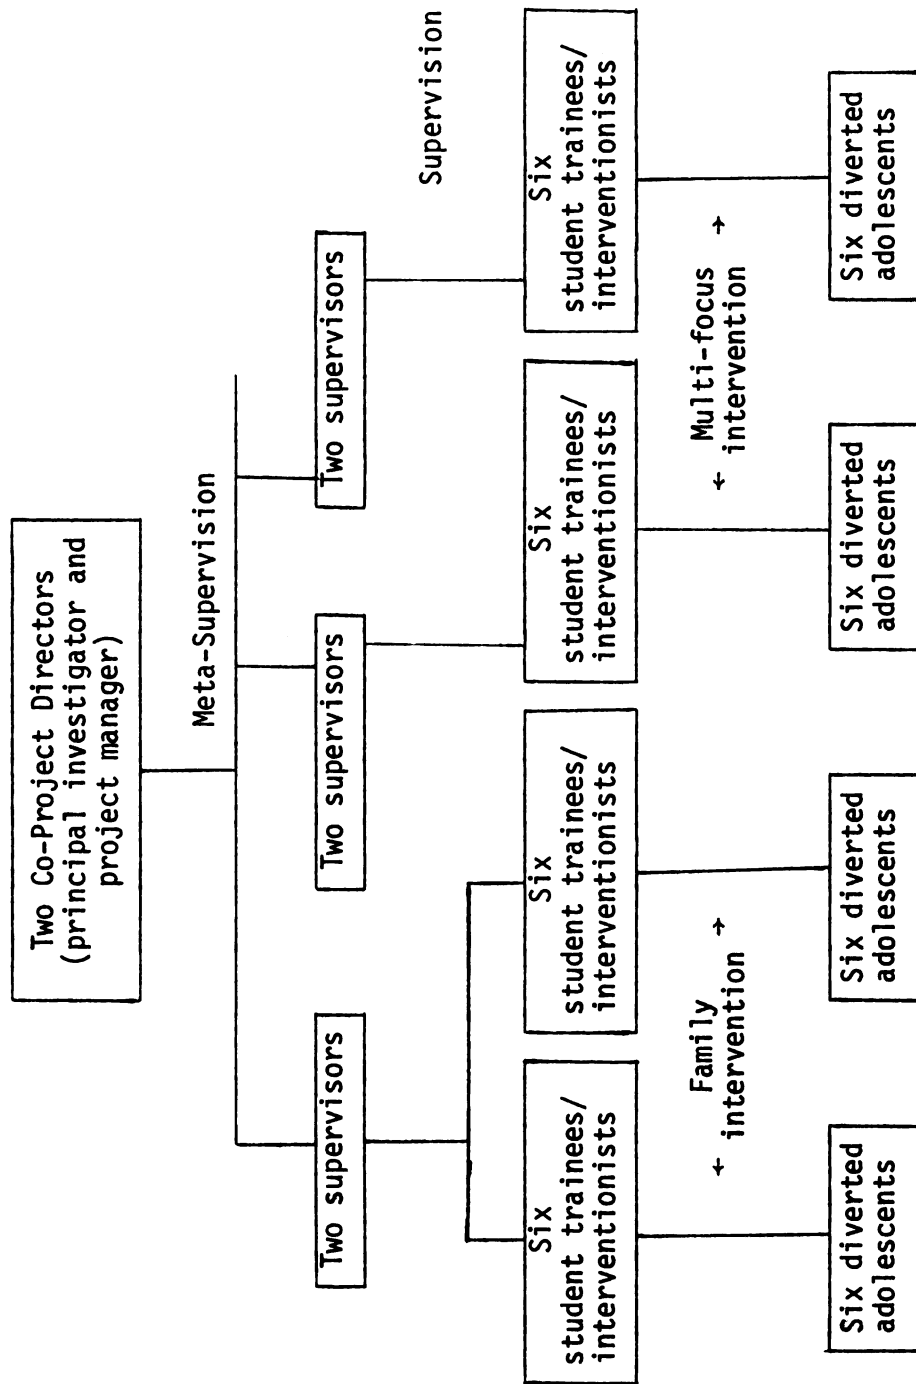 Two Co-Project Directors
(principal investigator and
project manager)
Meta-Supervision
Two supervisors
Two supervisors
Two supervisors
Supervision
Six
student trainees/
interventionists
Six
student trainees/
interventionists
Six
student trainees/
interventionists
Six
student trainees/
interventionists
Family
← intervention →
Multi-focus
← intervention →
Six diverted
adolescents
Six diverted
adolescents
Six diverted
adolescents
Six diverted
adolescents